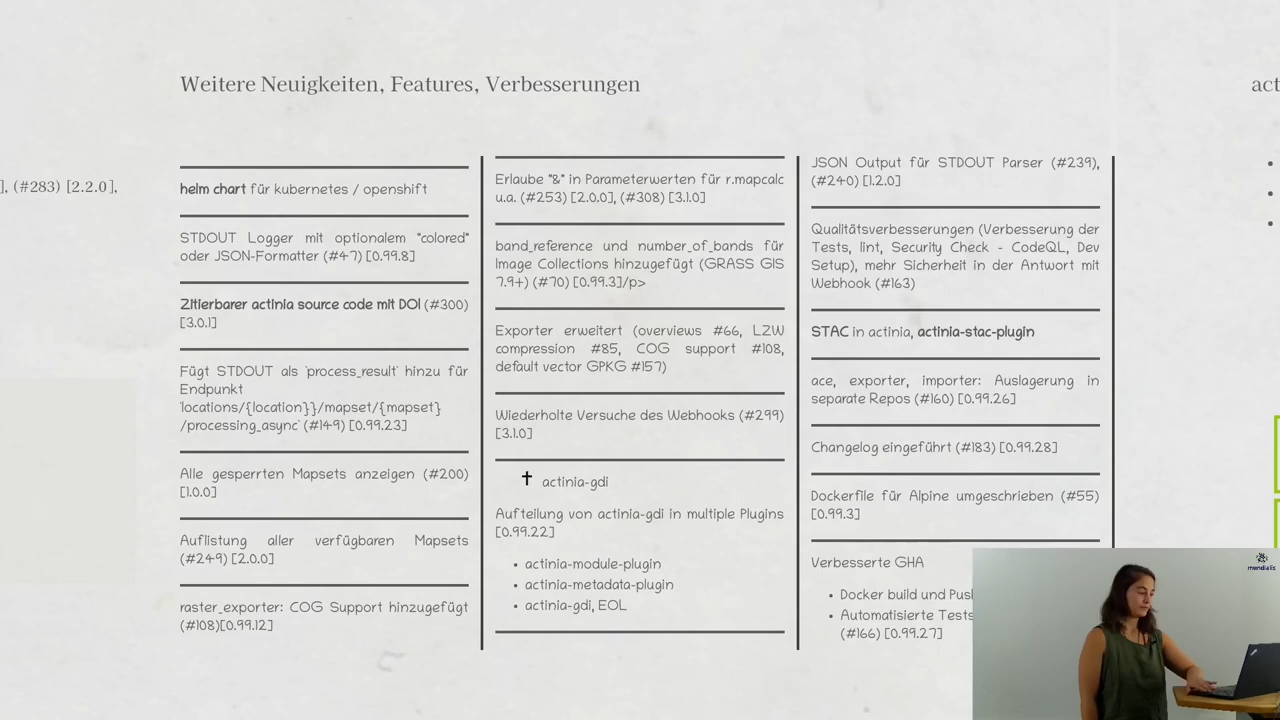 Weitere Neuigkeiten, Features, Verbesserungen
act
], (#283) [2.2.0],
helm chart für kubernetes / openshift
STDOUT Logger mit optionalem "colored"
oder JSON-Formatter (#47) [0.99.8]
Zitierbarer actinia source code mit DOI (#300)
[3.0.1]
Fügt STDOUT als `process_result` hinzu für
Endpunkt
`locations/{location}}/mapset/{mapset}
/processing_async` (#149) [0.99.23]
Alle gesperrten Mapsets anzeigen (#200)
[1.0.0]
Auflistung aller verfügbaren Mapsets
(#249) [2.0.0]
raster_exporter: COG Support hinzugefügt
(#108)[0.99.12]
Erlaube "&" in Parameterwerten für r.mapcalc
u.a. (#253) [2.0.0], (#308) [3.1.0]
band_reference und number_of_bands für
Image Collections hinzugefügt (GRASS GIS
7.9+) (#70) [0.99.3]/p>
Exporter erweitert (overviews #66, LZW
compression #85, COG support #108,
default vector GPKG #157)
Wiederholte Versuche des Webhooks (#299)
[3.1.0]
✝ actinia-gdi
Aufteilung von actinia-gdi in multiple Plugins
[0.99.22]
• actinia-module-plugin
• actinia-metadata-plugin
• actinia-gdi, EOL
JSON Output für STDOUT Parser (#239),
(#240) [1.2.0]
Qualitätsverbesserungen (Verbesserung der
Tests, lint, Security Check - CodeQL, Dev
Setup), mehr Sicherheit in der Antwort mit
Webhook (#163)
STAC in actinia, actinia-stac-plugin
ace, exporter, importer: Auslagerung in
separate Repos (#160) [0.99.26]
Changelog eingeführt (#183) [0.99.28]
Dockerfile für Alpine umgeschrieben (#55)
[0.99.3]
Verbesserte GHA
• Docker build und Pus
• Automatisierte Tests
(#166) [0.99.27]
mundialis